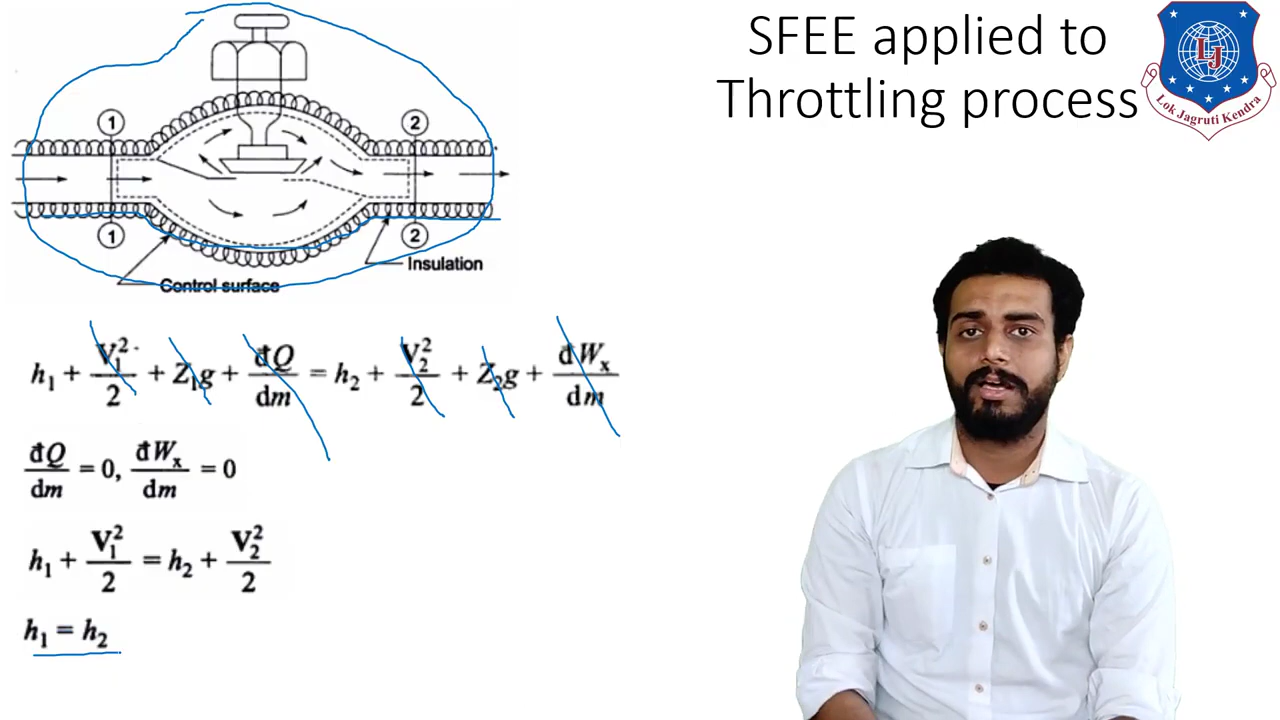 SFEE applied to
Throttling process
LJ
Lok Jagruti Kendra
1 2
1 2
Insulation
Control surface
h₁ + V₁²/2 + Z₁g + đQ/dm = h₂ + V₂²/2 + Z₂g + đWₓ/dm
đQ/dm = 0, đWₓ/dm = 0
h₁ + V₁²/2 = h₂ + V₂²/2
h₁ = h₂